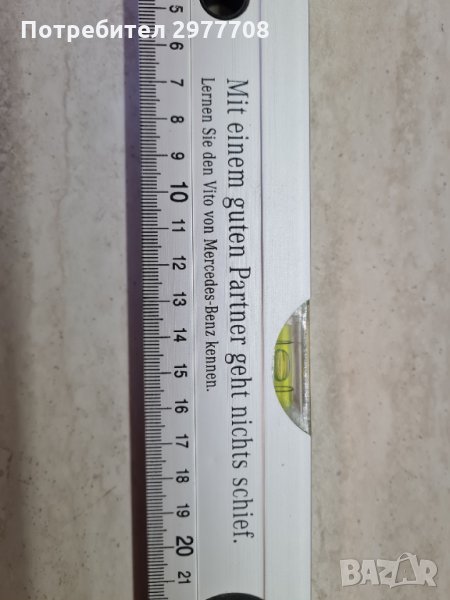 Потребител 2977708
Mit einem guten Partner geht nichts schief.
Lernen Sie den Vito von Mercedes-Benz kennen.
5 6 7 8 9 10 11 12 13 14 15 16 17 18 19 20 21
BAZAR